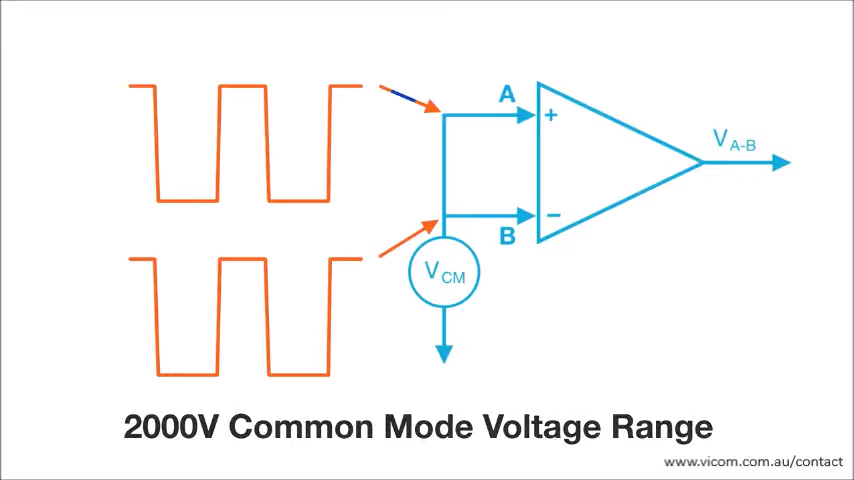 A
+
V A-B
B
−
V CM
2000V Common Mode Voltage Range
www.vicom.com.au/contact